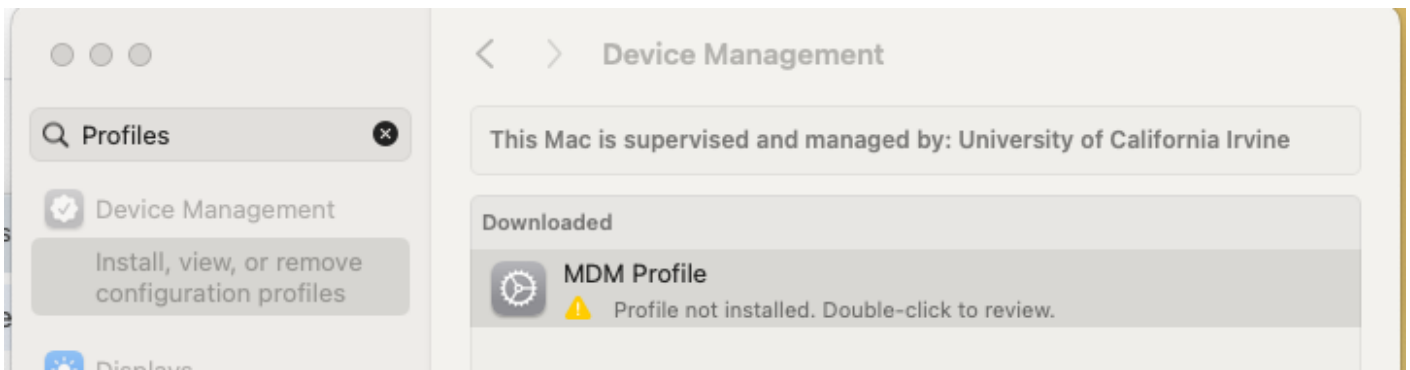 Device Management
Profiles
This Mac is supervised and managed by: University of California Irvine
Device Management
Install, view, or remove
configuration profiles
Downloaded
MDM Profile
Profile not installed. Double-click to review.
Displays